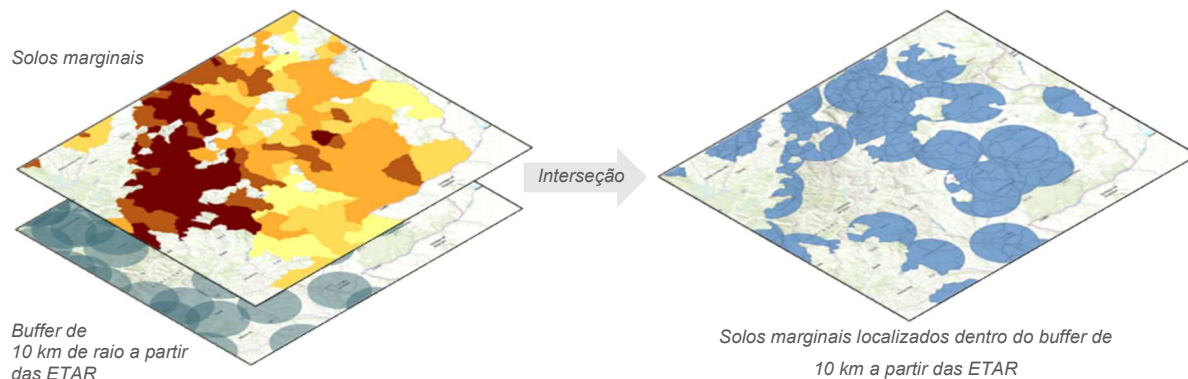 Solos marginais
Interseção
Buffer de
10 km de raio a partir
das ETAR
Solos marginais localizados dentro do buffer de
10 km a partir das ETAR